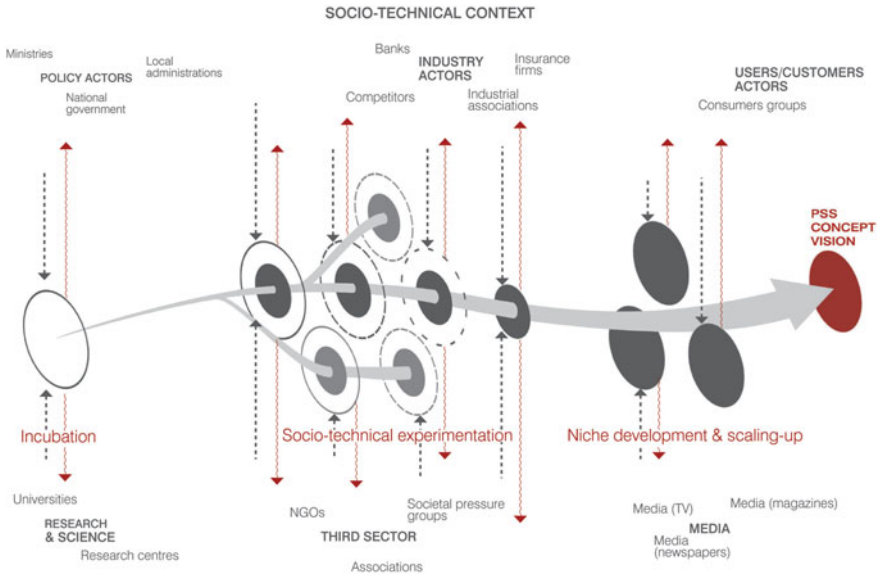 SOCIO-TECHNICAL CONTEXT
Ministries
POLICY ACTORS
Local
administrations
National
government
Banks
INDUSTRY
ACTORS
Insurance
firms
Competitors
Industrial
associations
USERS/CUSTOMERS
ACTORS
Consumers groups
PSS
CONCEPT
VISION
Incubation
Socio-technical experimentation
Niche development & scaling-up
Universities
RESEARCH
& SCIENCE
Research centres
NGOs
THIRD SECTOR
Societal pressure
groups
Associations
Media (TV)
MEDIA
Media
(newspapers)
Media (magazines)